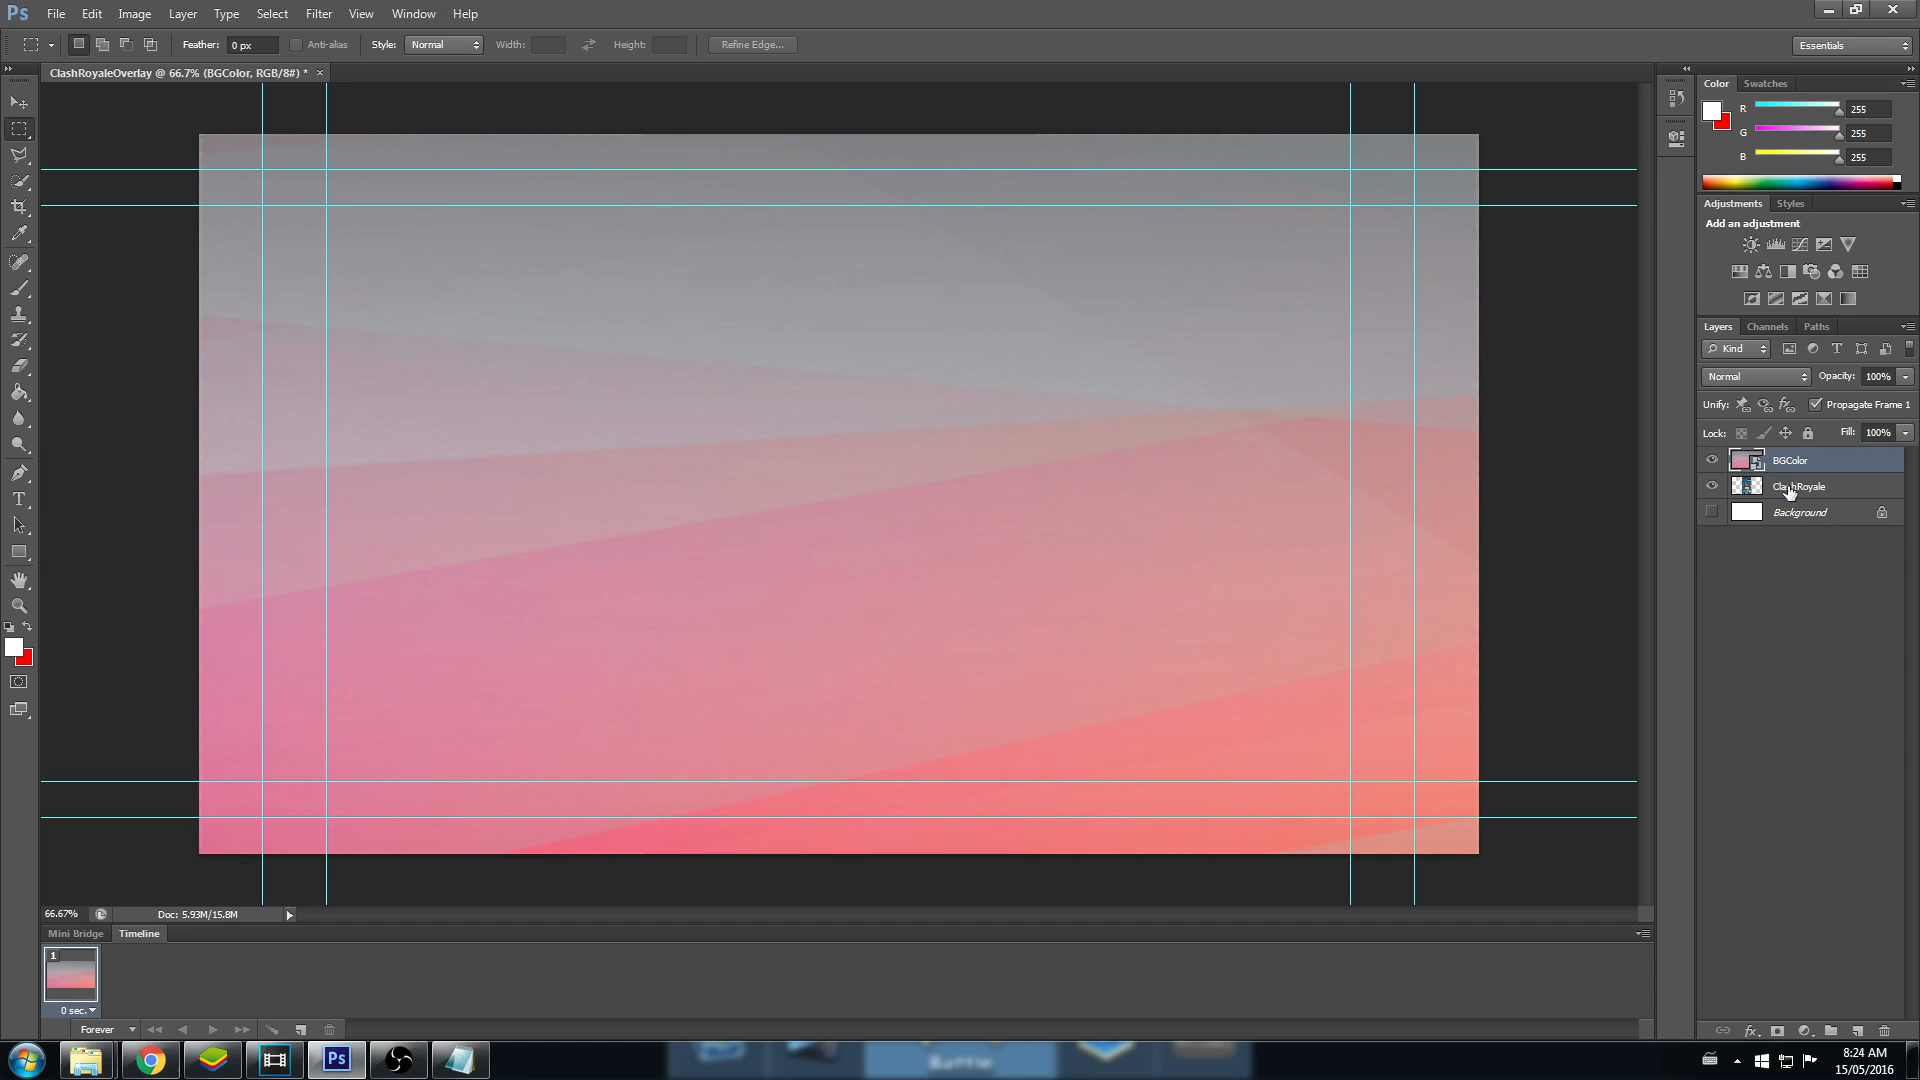 Ps File Edit Image Layer Type Select Filter View Window Help
Feather: 0 px Anti-alias Style: Normal Width: Height: Refine Edge... Essentials
ClashRoyaleOverlay @ 66.7% (BGColor, RGB/8#) * ×
Color Swatches
R 255
G 255
B 255
Adjustments Styles
Add an adjustment
Layers Channels Paths
Kind
Normal Opacity: 100%
Unify: Propagate Frame 1
Lock: Fill: 100%
BGColor
ClashRoyale
Background
66.67% Doc: 5.93M/15.8M
Mini Bridge Timeline
1
0 sec.
Forever
Ps
8:24 AM
15/05/2016